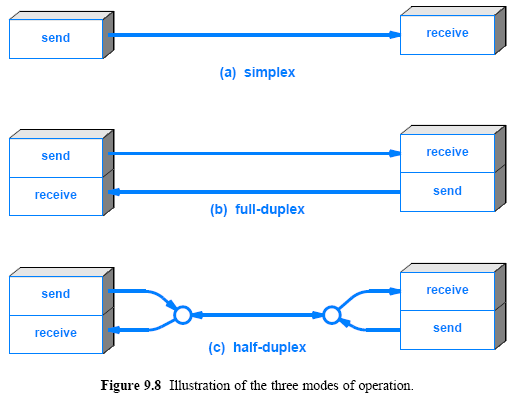 send
receive
(a) simplex
send
receive
receive
send
(b) full-duplex
send
receive
receive
send
(c) half-duplex
Figure 9.8 Illustration of the three modes of operation.